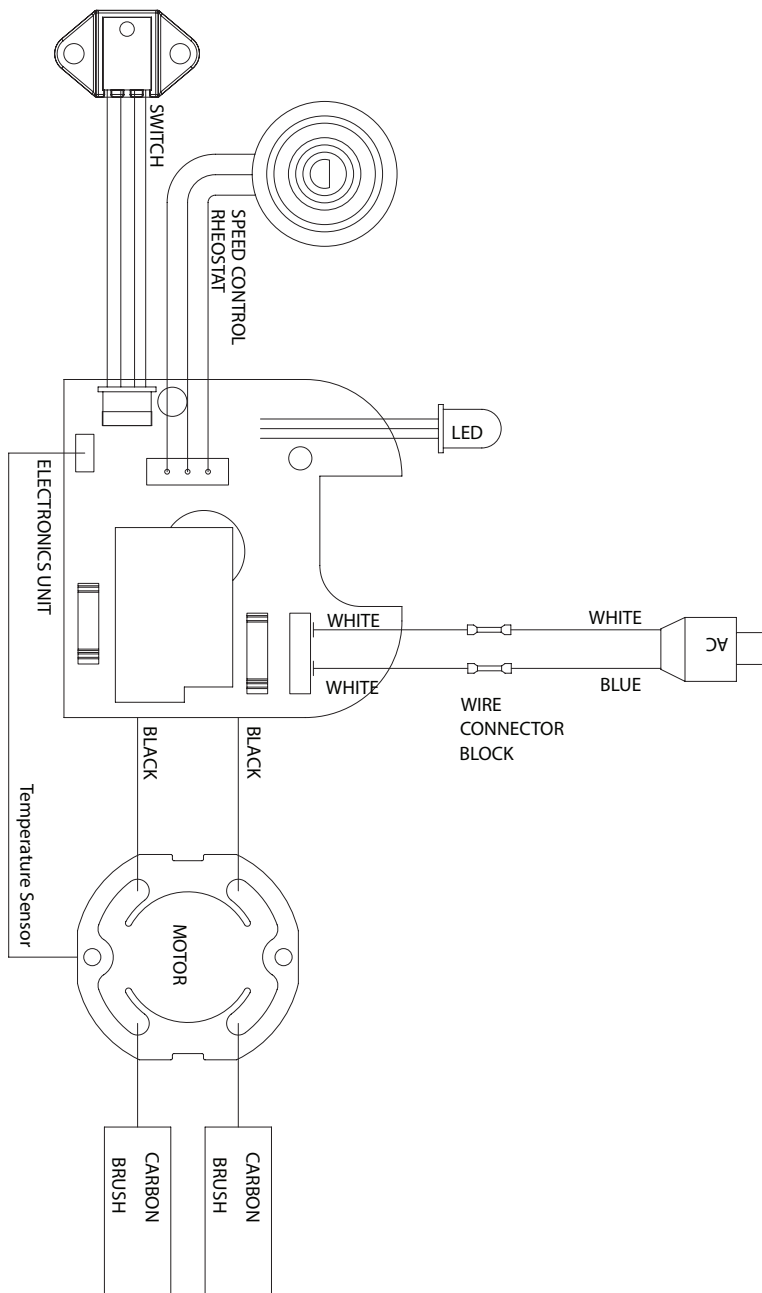 SWITCH
SPEED CONTROL
RHEOSTAT
LED
ELECTRONICS UNIT
WHITE
WHITE
AC
WHITE
BLUE
WIRE
CONNECTOR
BLOCK
BLACK
BLACK
Temperature Sensor
MOTOR
CARBON
BRUSH
CARBON
BRUSH